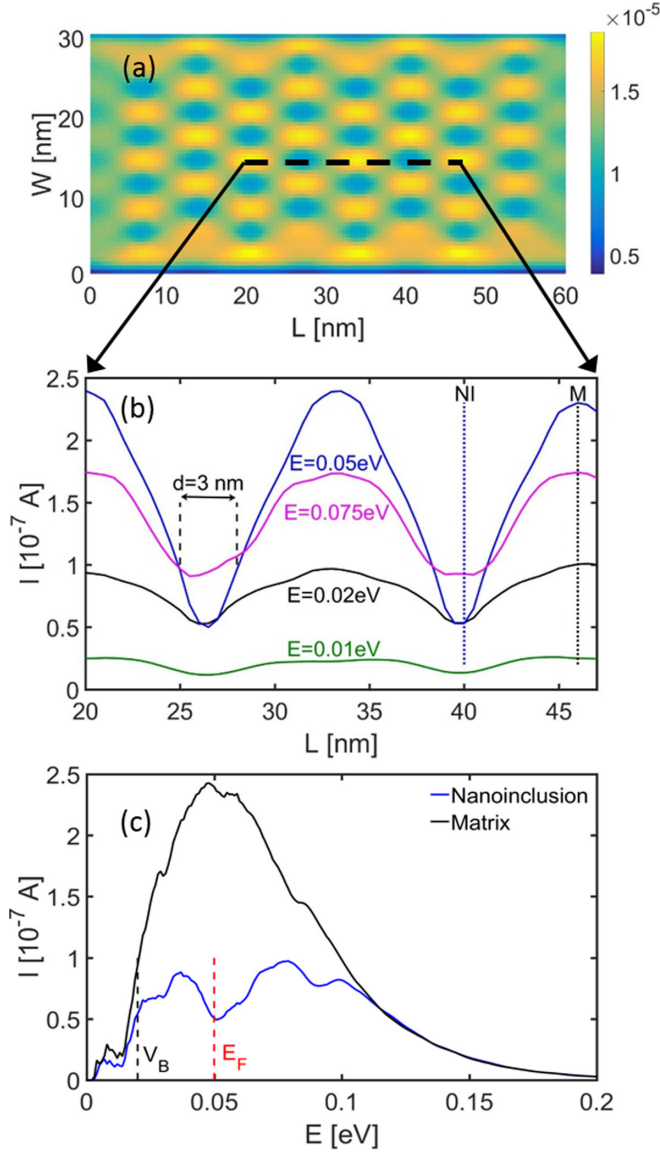 ×10⁻⁵
30
(a)
20
10
0
W [nm]
1.5
1
0.5
0 10 20 30 40 50 60
L [nm]
2.5
(b)
NI
M
2
d=3 nm
E=0.05eV
1.5
E=0.075eV
1
E=0.02eV
0.5
E=0.01eV
0
I [10⁻⁷ A]
20 25 30 35 40 45
L [nm]
2.5
(c)
Nanoinclusion
Matrix
2
1.5
1
0.5
V_B
E_F
0
I [10⁻⁷ A]
0 0.05 0.1 0.15 0.2
E [eV]